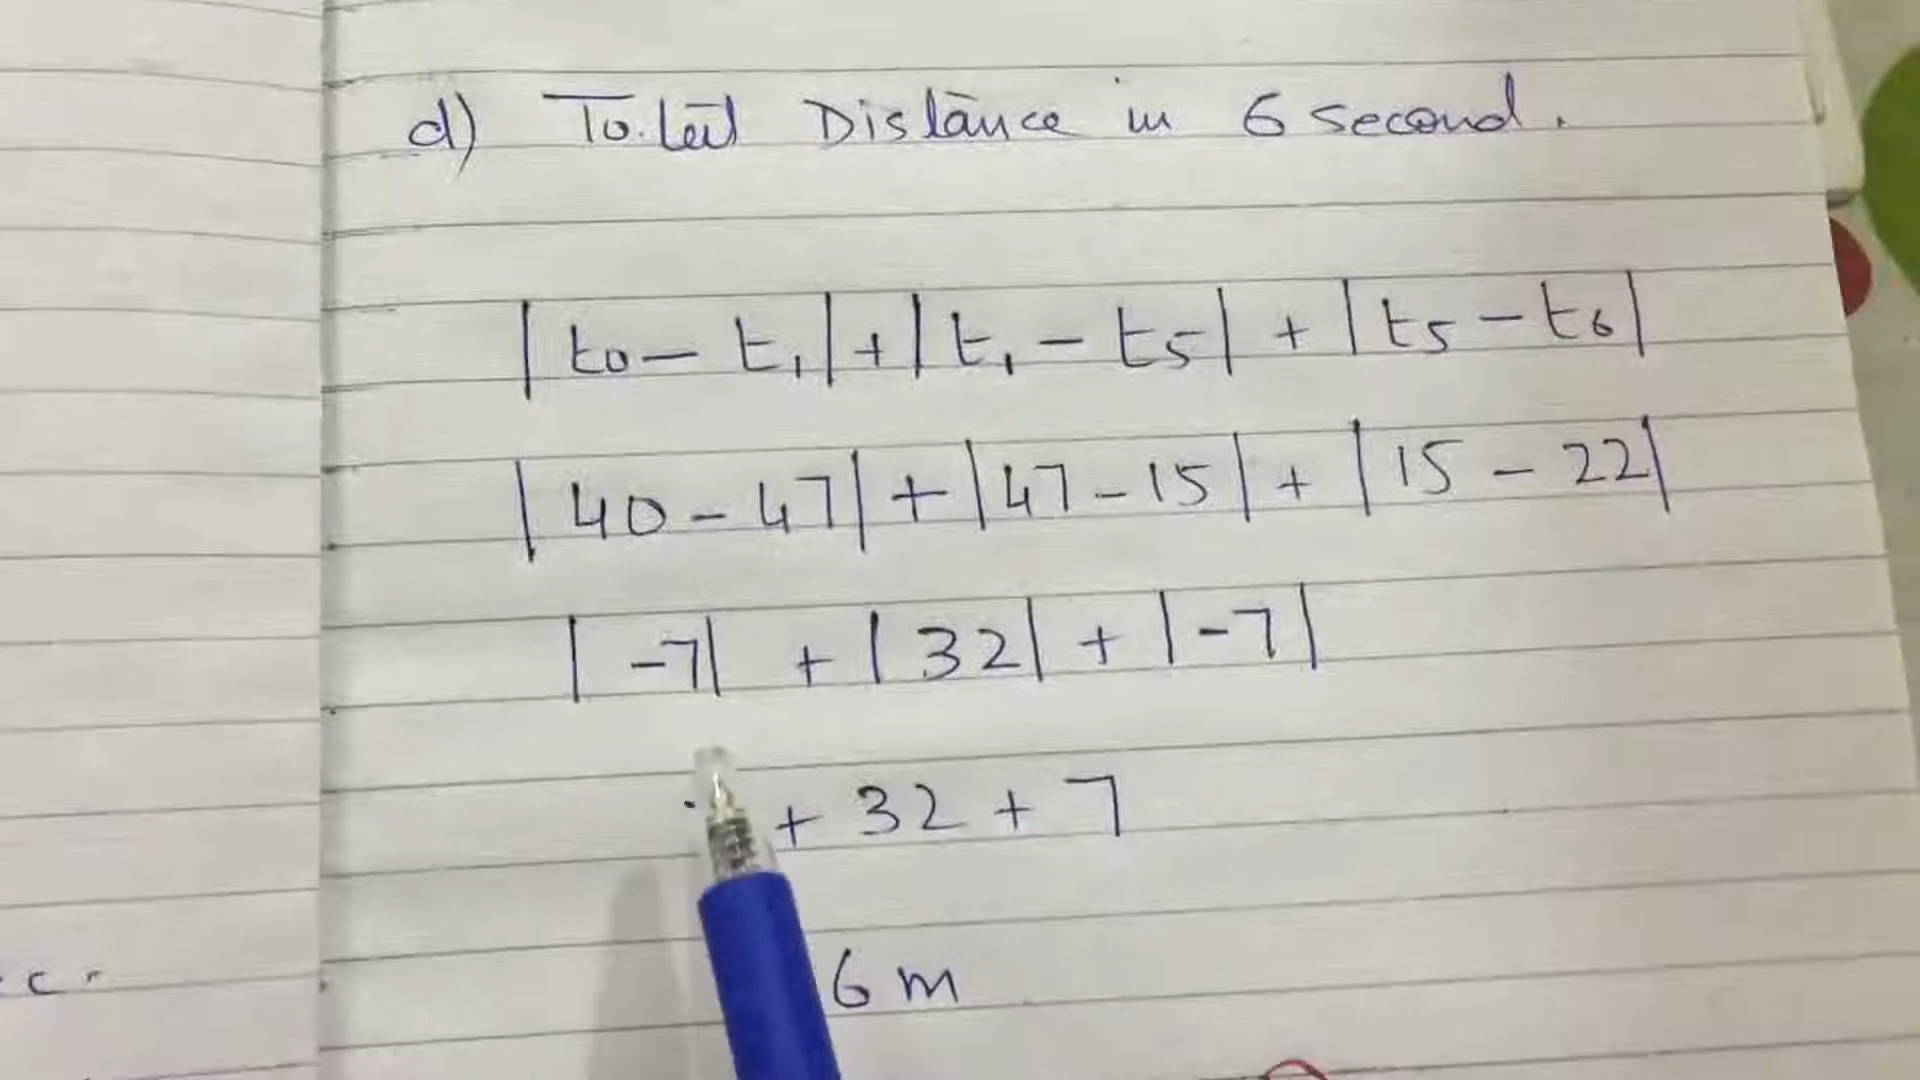 d) Total Distance in 6 second.
|t₀ - t₁| + |t₁ - t₅| + |t₅ - t₆|
|40 - 47| + |47 - 15| + |15 - 22|
|-7| + |32| + |-7|
+ 32 + 7
6 m